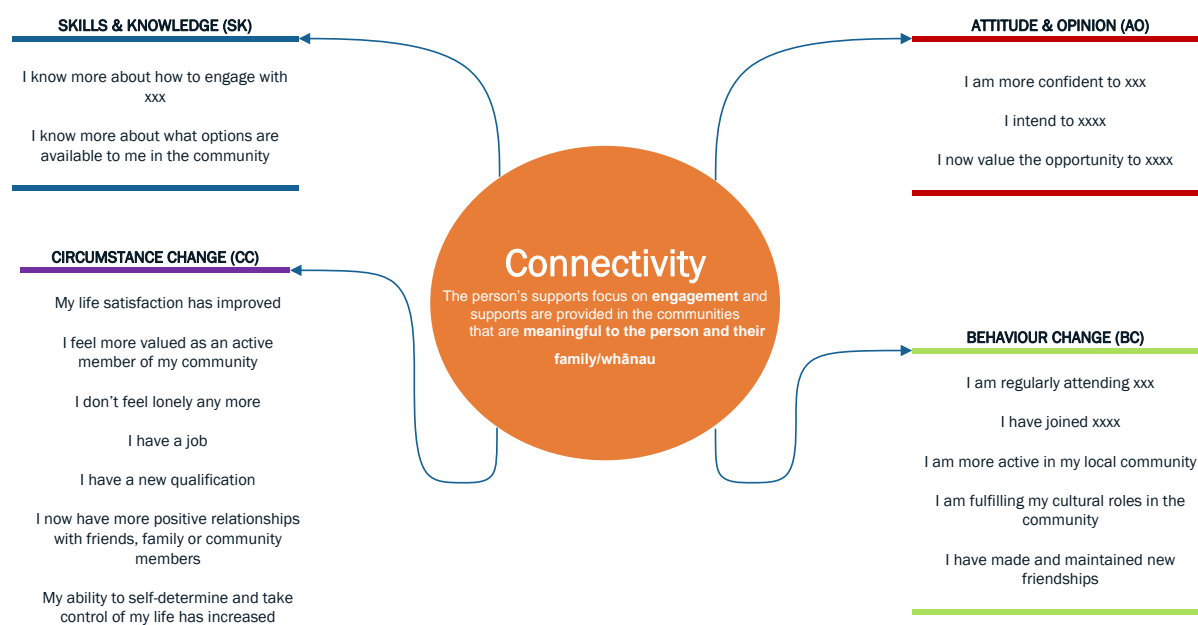 SKILLS & KNOWLEDGE (SK)
I know more about how to engage with
xxx
I know more about what options are
available to me in the community
ATTITUDE & OPINION (AO)
I am more confident to xxx
I intend to xxxx
I now value the opportunity to xxxx
Connectivity
The person's supports focus on engagement and
supports are provided in the communities
that are meaningful to the person and their
family/whānau
CIRCUMSTANCE CHANGE (CC)
My life satisfaction has improved
I feel more valued as an active
member of my community
I don't feel lonely any more
I have a job
I have a new qualification
I now have more positive relationships
with friends, family or community
members
My ability to self-determine and take
control of my life has increased
BEHAVIOUR CHANGE (BC)
I am regularly attending xxx
I have joined xxxx
I am more active in my local community
I am fulfilling my cultural roles in the
community
I have made and maintained new
friendships